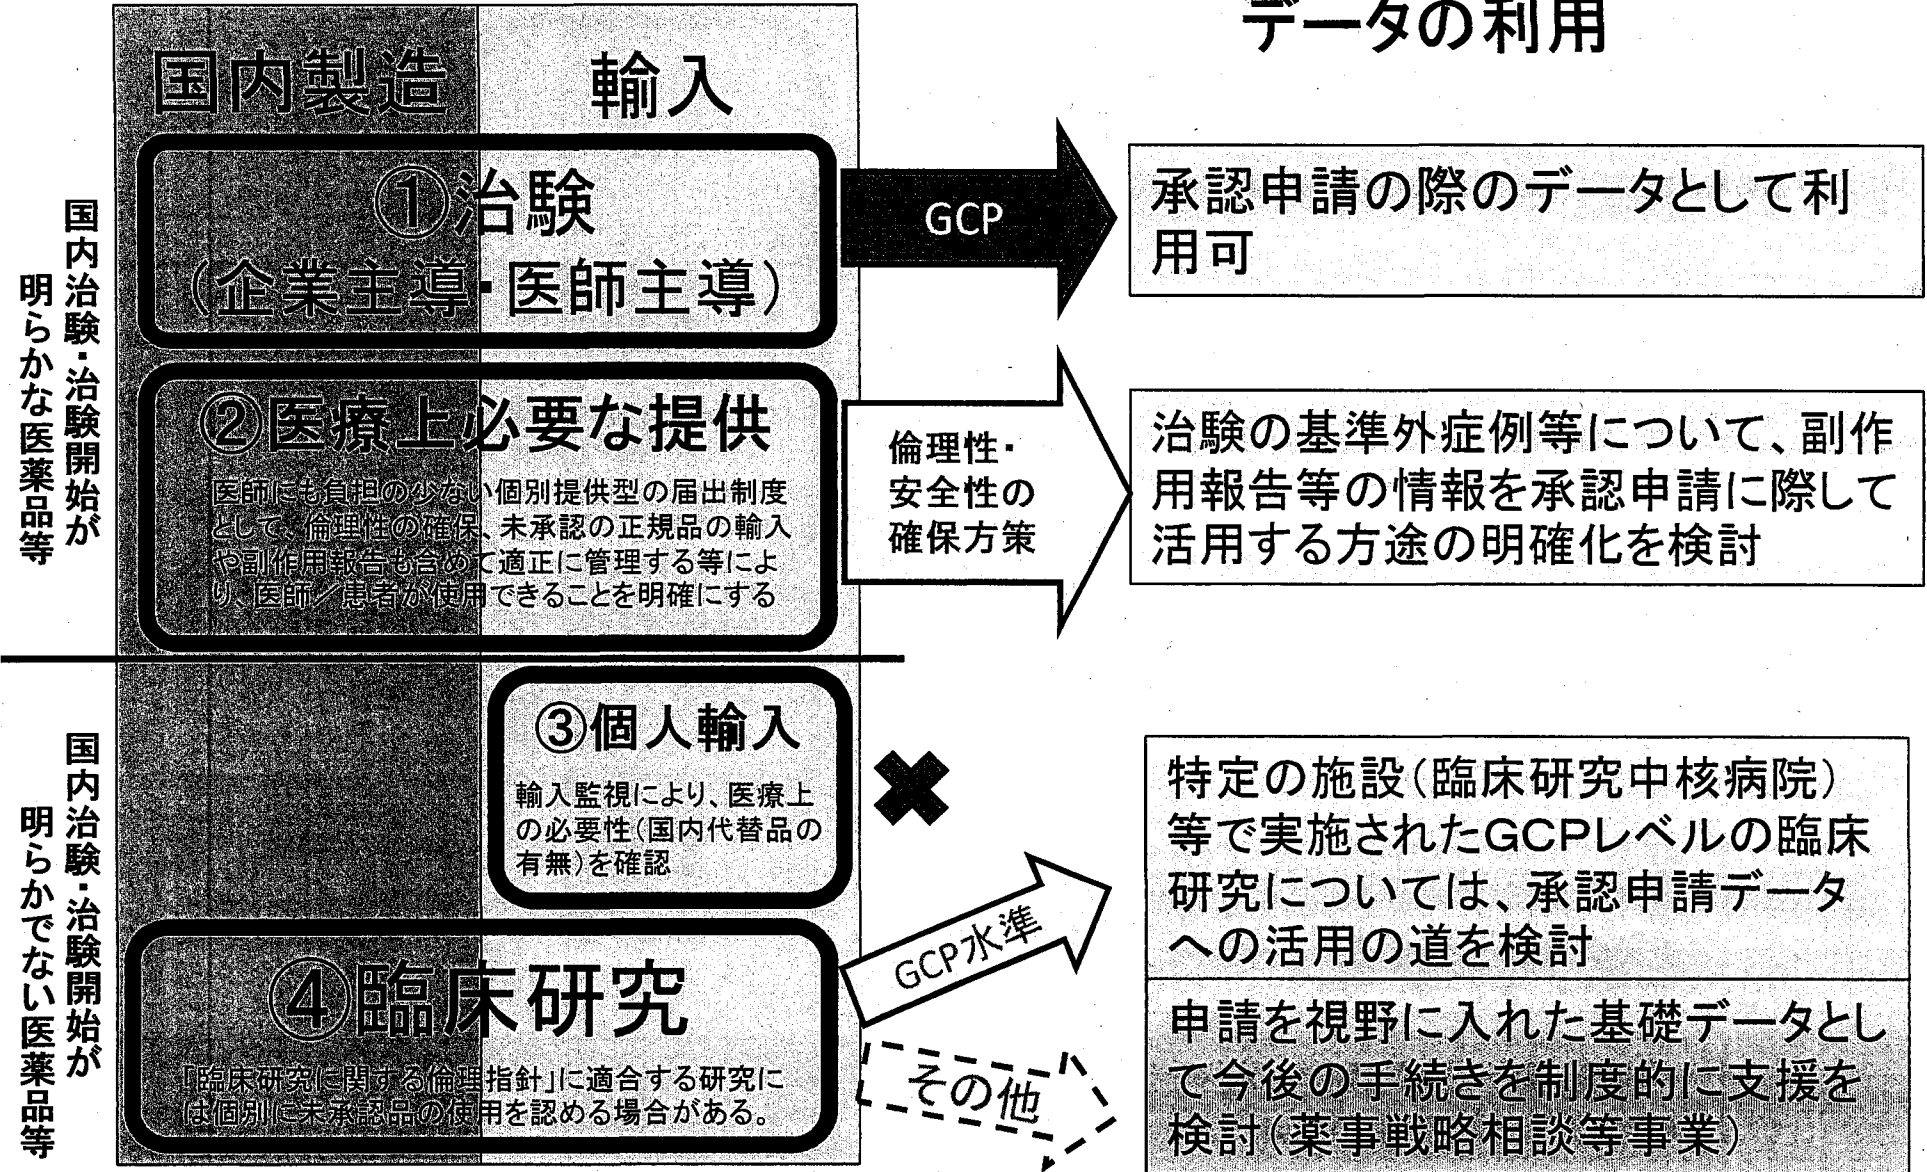 データの利用
国内製造
輸入
国内治験・治験開始が
明らかな医薬品等
①治験
(企業主導・医師主導)
GCP
承認申請の際のデータとして利
用可
②医療上必要な提供
医師にも負担の少ない個別提供型の届出制度
として、倫理性の確保、未承認の正規品の輸入
や副作用報告も含めて適正に管理する等によ
り、医師/患者が使用できることを明確にする
倫理性・
安全性の
確保方策
治験の基準外症例等について、副作
用報告等の情報を承認申請に際して
活用する方途の明確化を検討
国内治験・治験開始が
明らかでない医薬品等
③個人輸入
輸入監視により、医療上
の必要性(国内代替品の
有無)を確認
④臨床研究
「臨床研究に関する倫理指針」に適合する研究に
は個別に未承認品の使用を認める場合がある。
GCP水準
その他
特定の施設(臨床研究中核病院)
等で実施されたGCPレベルの臨床
研究については、承認申請データ
への活用の道を検討
申請を視野に入れた基礎データとし
て今後の手続きを制度的に支援を
検討(薬事戦略相談等事業)